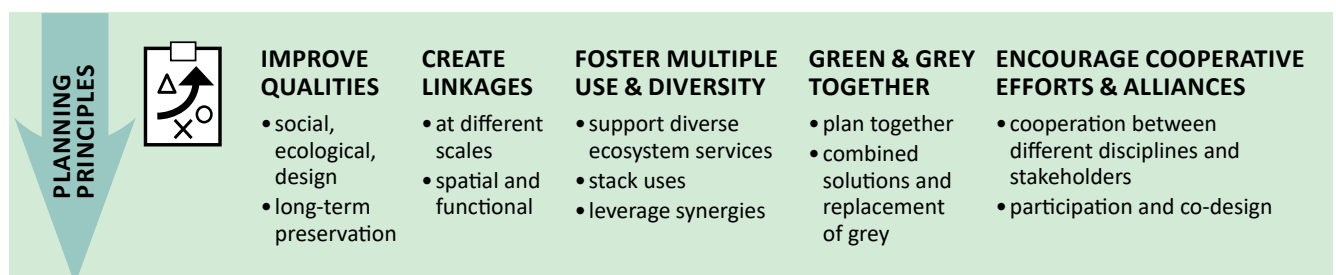 PLANNING
PRINCIPLES
IMPROVE
QUALITIES
• social,
ecological,
design
• long-term
preservation
CREATE
LINKAGES
• at different
scales
• spatial and
functional
FOSTER MULTIPLE
USE & DIVERSITY
• support diverse
ecosystem services
• stack uses
• leverage synergies
GREEN & GREY
TOGETHER
• plan together
• combined
solutions and
replacement
of grey
ENCOURAGE COOPERATIVE
EFFORTS & ALLIANCES
• cooperation between
different disciplines and
stakeholders
• participation and co-design